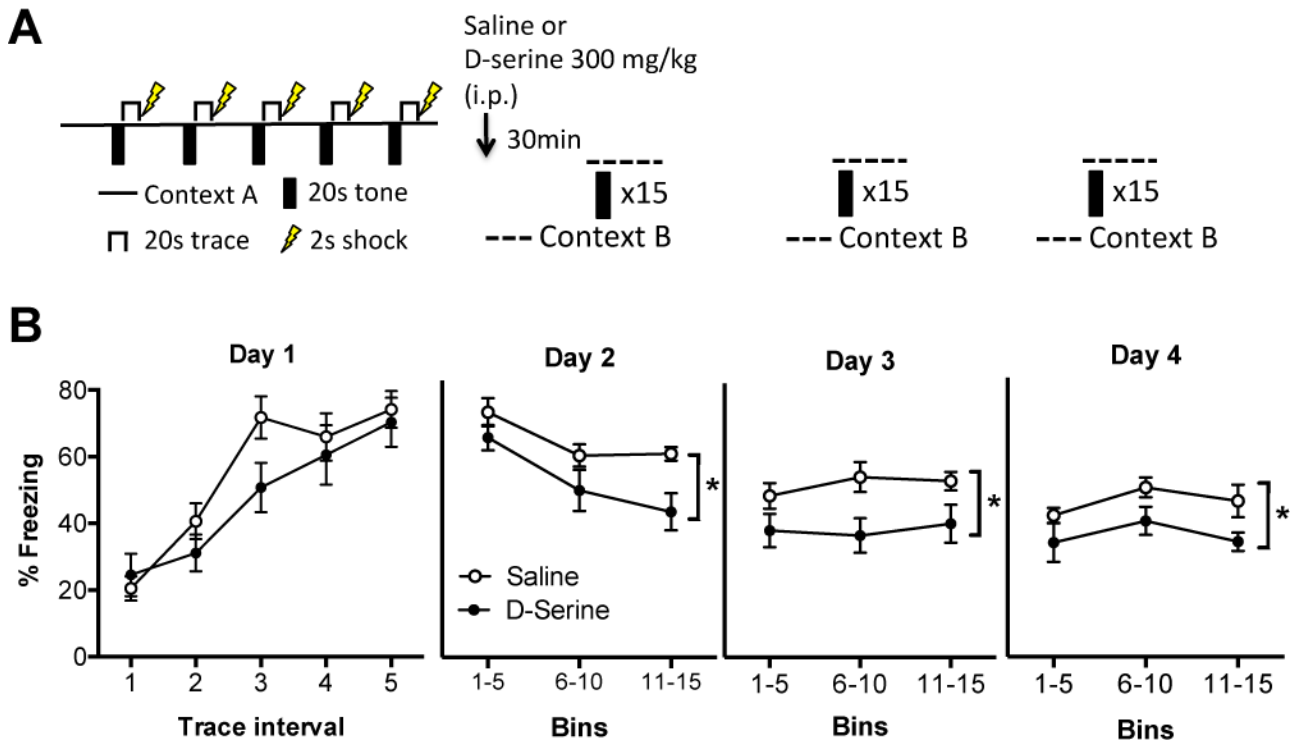 A
Saline or
D-serine 300 mg/kg
(i.p.)
30min
x15
x15
x15
Context A
20s tone
Context B
Context B
Context B
20s trace
2s shock
B
Day 1
Day 2
Day 3
Day 4
% Freezing
80
60
40
20
0
*
*
*
Saline
D-Serine
1 2 3 4 5
1-5 6-10 11-15
1-5 6-10 11-15
1-5 6-10 11-15
Trace interval
Bins
Bins
Bins